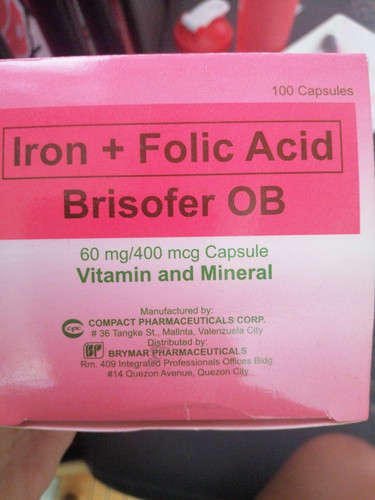 100 Capsules
Iron + Folic Acid
Brisofer OB
60 mg/400 mcg Capsule
Vitamin and Mineral
Manufactured by:
cpc COMPACT PHARMACEUTICALS CORP.
# 36 Tangke St., Malinta, Valenzuela City
Distributed by:
BP BRYMAR PHARMACEUTICALS
Rm. 409 Integrated Professionals Offices Bldg.
#14 Quezon Avenue, Quezon City